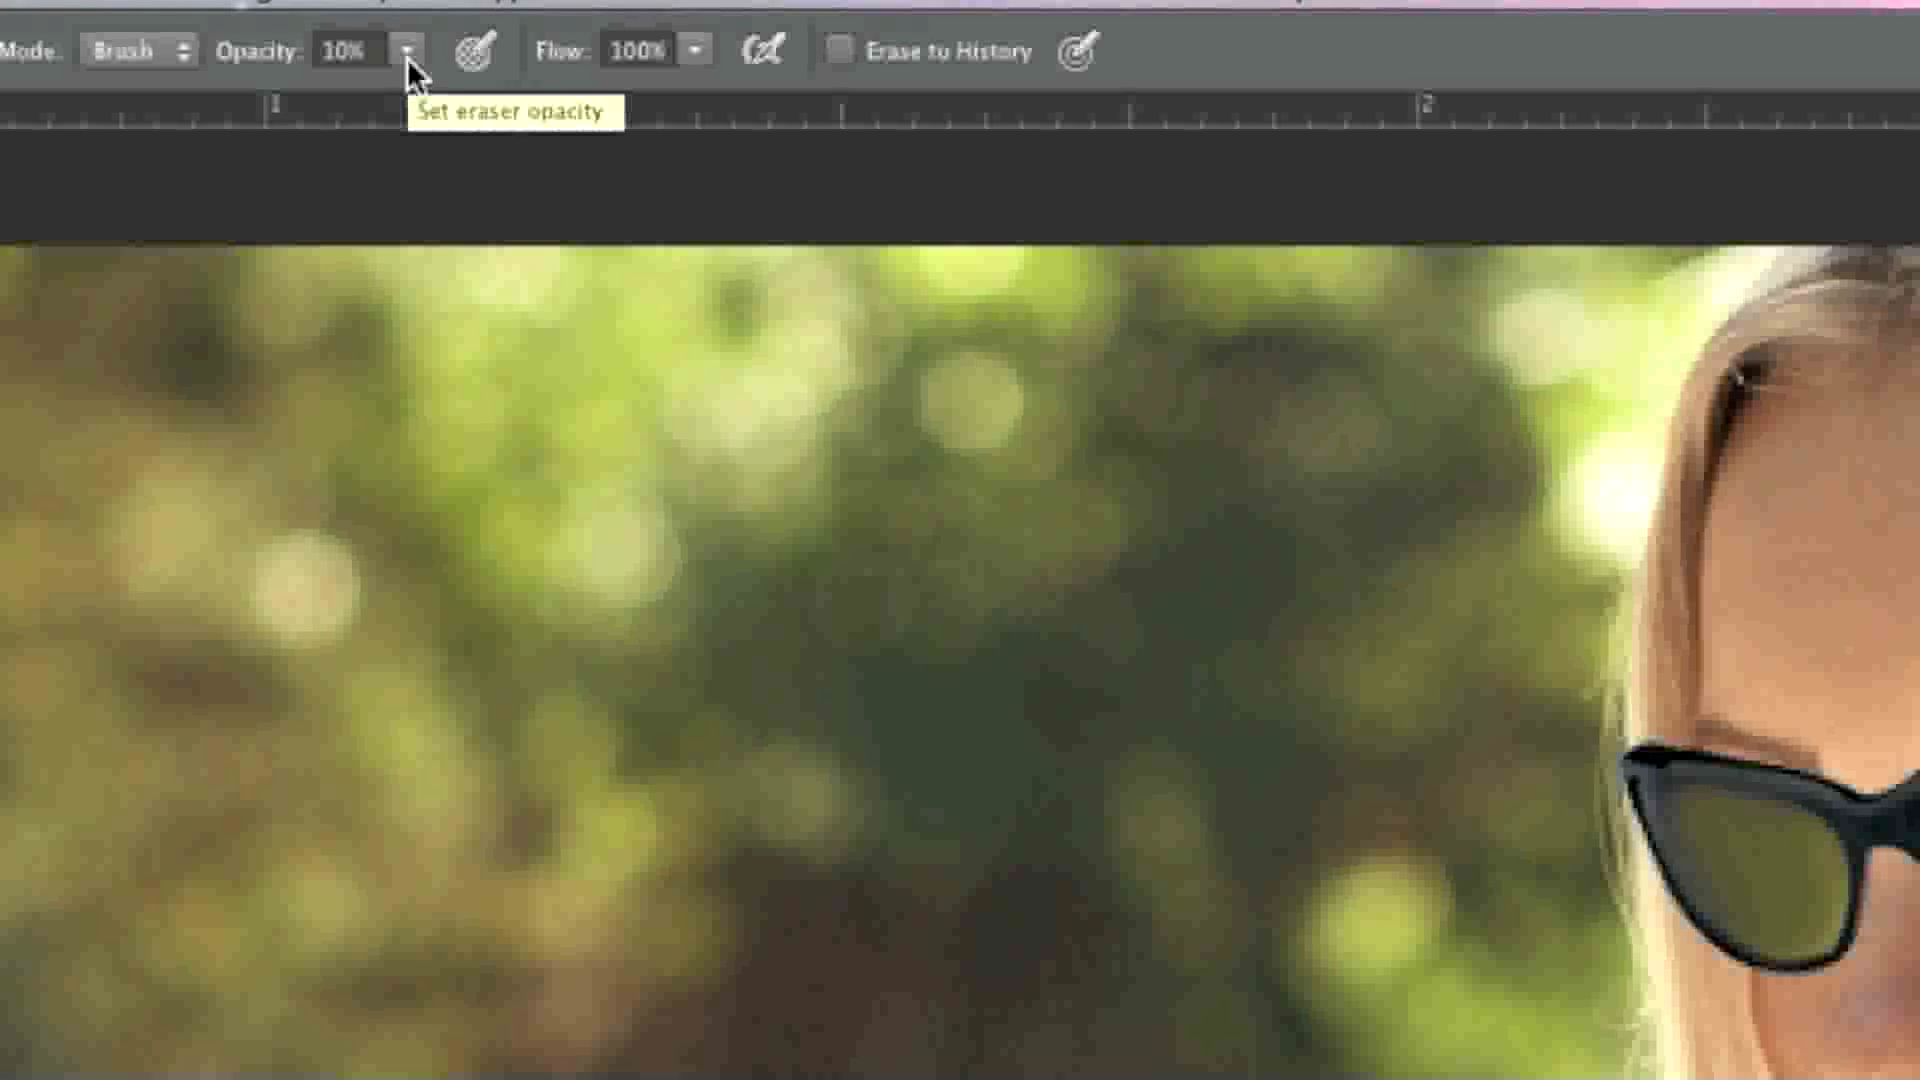 Mode: Brush Opacity: 10% Flow: 100% Erase to History
Set eraser opacity
1 2